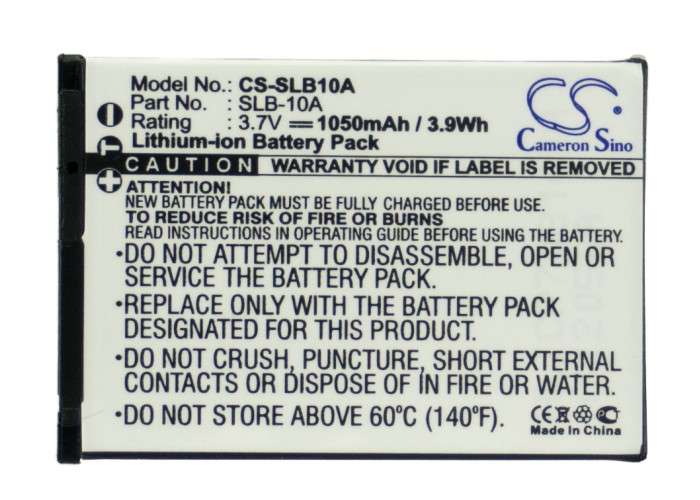 Model No.: CS-SLB10A
Part No. : SLB-10A
Rating : 3.7V ⎓ 1050mAh / 3.9Wh
Lithium-ion Battery Pack
CS
Cameron Sino
CAUTION WARRANTY VOID IF LABEL IS REMOVED
ATTENTION!
NEW BATTERY PACK MUST BE FULLY CHARGED BEFORE USE.
TO REDUCE RISK OF FIRE OR BURNS
READ INSTRUCTIONS IN OPERATING GUIDE BEFORE USING THE BATTERY.
•DO NOT ATTEMPT TO DISASSEMBLE, OPEN OR
SERVICE THE BATTERY PACK.
•REPLACE ONLY WITH A BATTERY PACK
DESIGNATED FOR THIS PRODUCT.
•DO NOT CRUSH, PUNCTURE, SHORT EXTERNAL
CONTACTS, OR DISPOSE OF IN FIRE OR WATER.
•DO NOT STORE ABOVE 60ºC (140ºF).
CE
Made In China